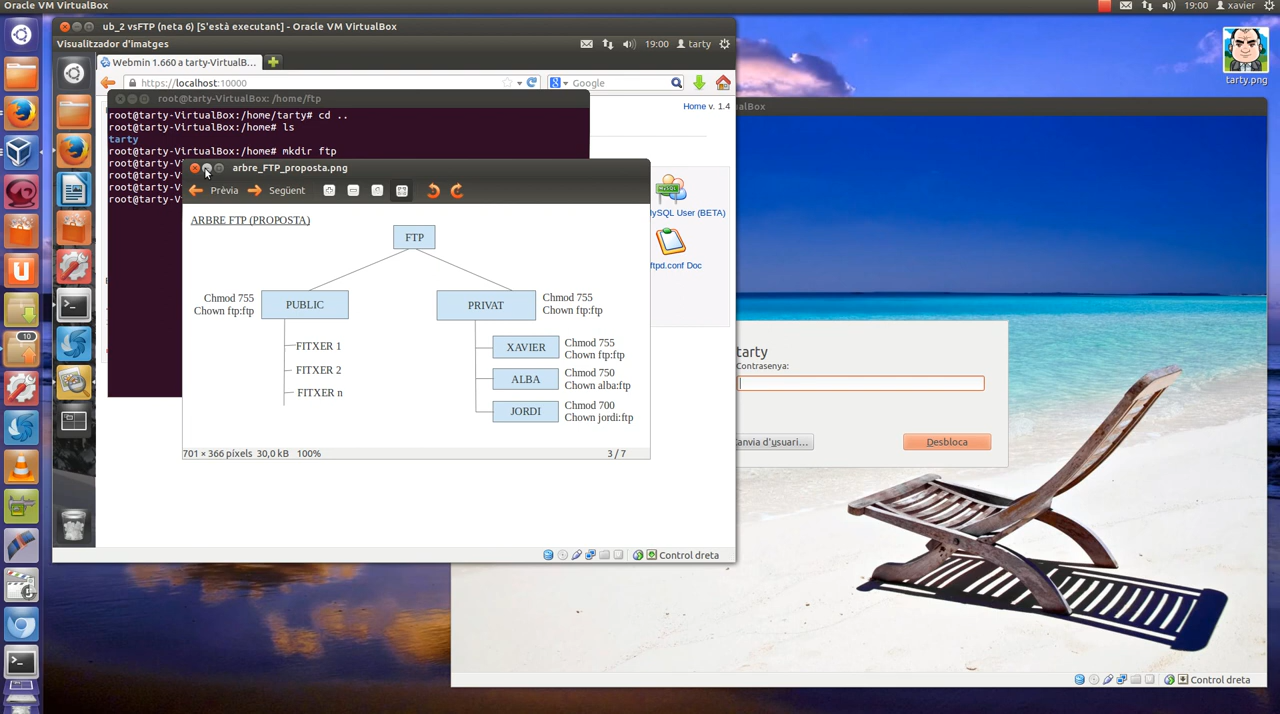 Oracle VM VirtualBox
19:00 xavier
ub_2 vsFTP (neta 6) [S'està executant] - Oracle VM VirtualBox
Visualitzador d'imatges
19:00 tarty
Webmin 1.660 a tarty-VirtualB...
https://localhost:10000
Google
tarty.png
root@tarty-VirtualBox: /home/ftp
Home v. 1.4
root@tarty-VirtualBox:/home/tarty# cd ..
root@tarty-VirtualBox:/home# ls
tarty
root@tarty-VirtualBox:/home# mkdir ftp
arbre_FTP_proposta.png
Prèvia
Següent
ySQL User (BETA)
ftpd.conf Doc
ARBRE FTP (PROPOSTA)
FTP
Chmod 755
Chown ftp:ftp
PUBLIC
PRIVAT
Chmod 755
Chown ftp:ftp
FITXER 1
FITXER 2
FITXER n
XAVIER
Chmod 755
Chown ftp:ftp
ALBA
Chmod 750
Chown alba:ftp
JORDI
Chmod 700
Chown jordi:ftp
701 × 366 píxels 30,0 kB 100%
3 / 7
tarty
Contrasenya:
anvia d'usuari...
Desbloca
10
Control dreta
Control dreta